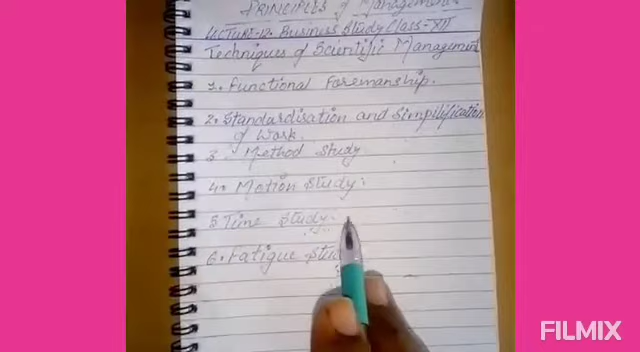 PRINCIPLES of Management
LECTURE-12. Business Study Class-XII
Techniques of Scientific Management
1. Functional Foremanship.
2. Standardisation and Simplification
of Work.
3. Method Study
4. Motion Study:
5 Time Study.
6. Fatigue Stu
FILMIX